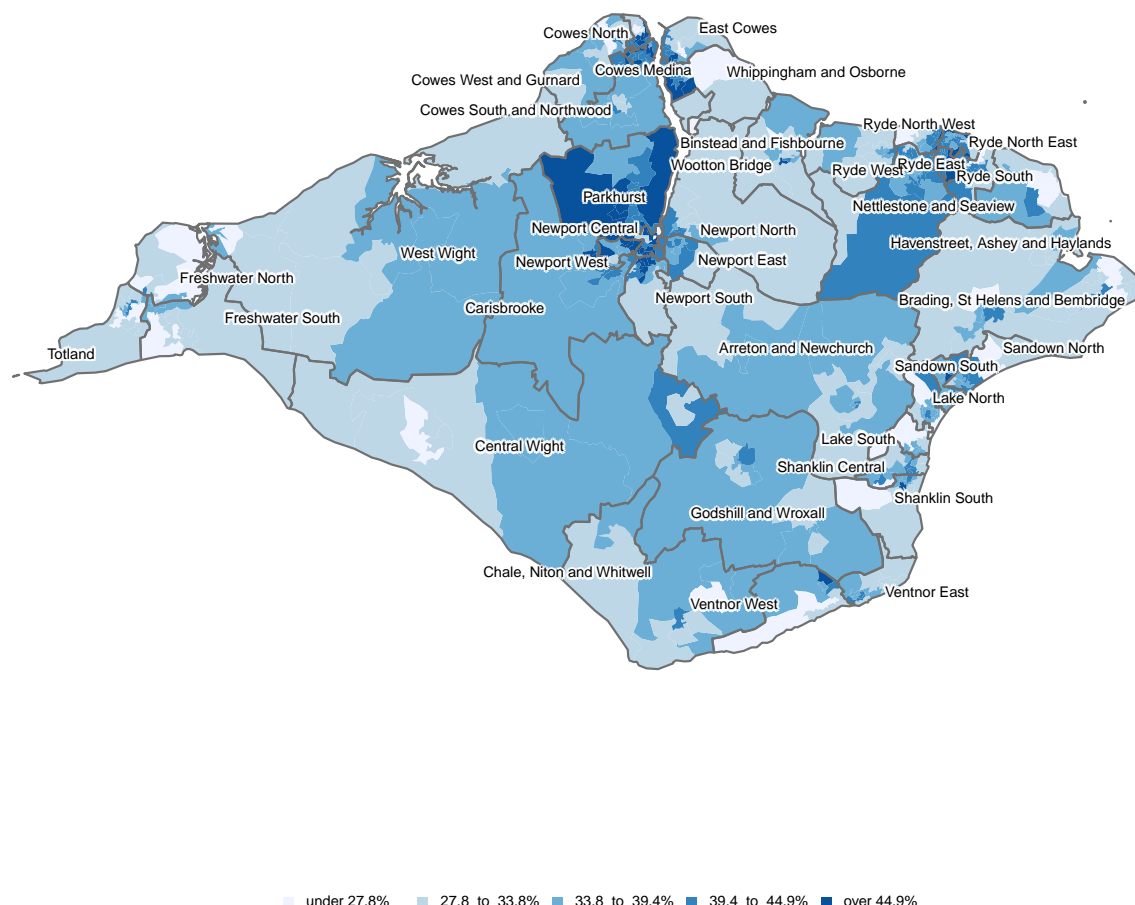 Cowes North
East Cowes
Cowes West and Gurnard
Cowes Medina
Whippingham and Osborne
Cowes South and Northwood
Ryde North West
Binstead and Fishbourne
Ryde North East
Wootton Bridge
Ryde West
Ryde East
Ryde South
Parkhurst
Nettlestone and Seaview
Newport Central
Newport North
Havenstreet, Ashey and Haylands
West Wight
Newport West
Newport East
Freshwater North
Newport South
Brading, St Helens and Bembridge
Carisbrooke
Freshwater South
Totland
Arreton and Newchurch
Sandown North
Sandown South
Lake North
Central Wight
Lake South
Shanklin Central
Shanklin South
Godshill and Wroxall
Chale, Niton and Whitwell
Ventnor West
Ventnor East
under 27.8% 27.8 to 33.8% 33.8 to 39.4% 39.4 to 44.9% over 44.9%